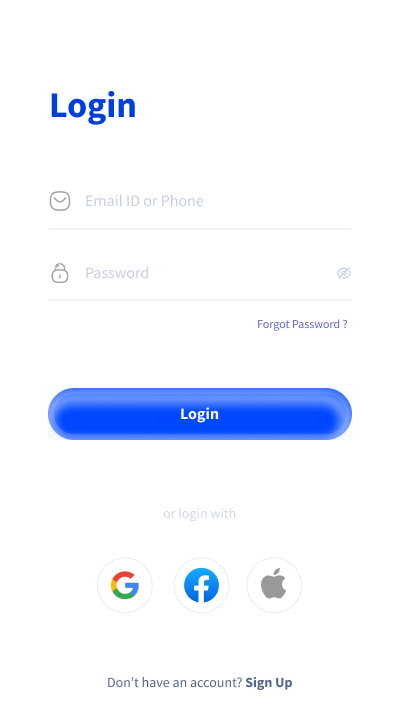 Login
Email ID or Phone
Password
Forgot Password ?
Login
or login with
Don't have an account? Sign Up